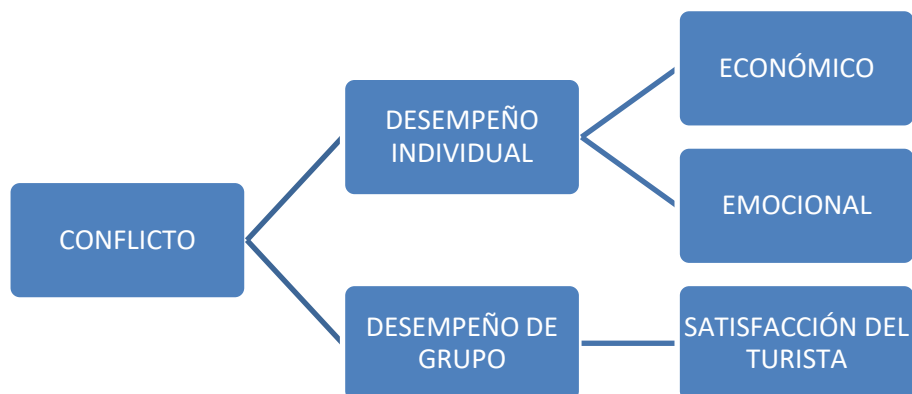 CONFLICTO
DESEMPEÑO
INDIVIDUAL
ECONÓMICO
EMOCIONAL
DESEMPEÑO DE
GRUPO
SATISFACCIÓN DEL
TURISTA